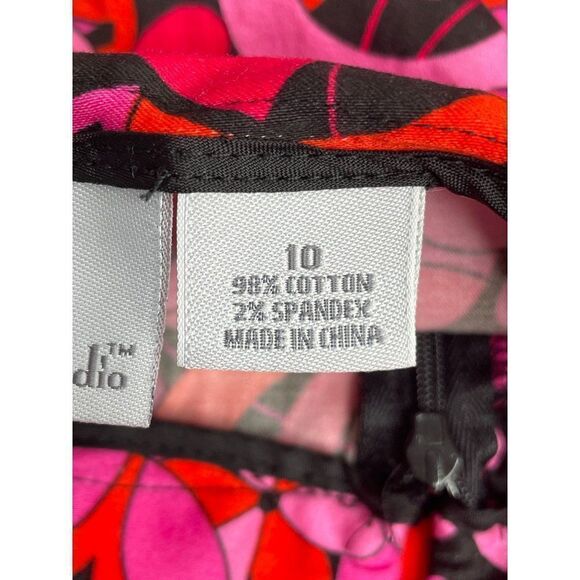 10
98% COTTON
2% SPANDEX
MADE IN CHINA
dio™